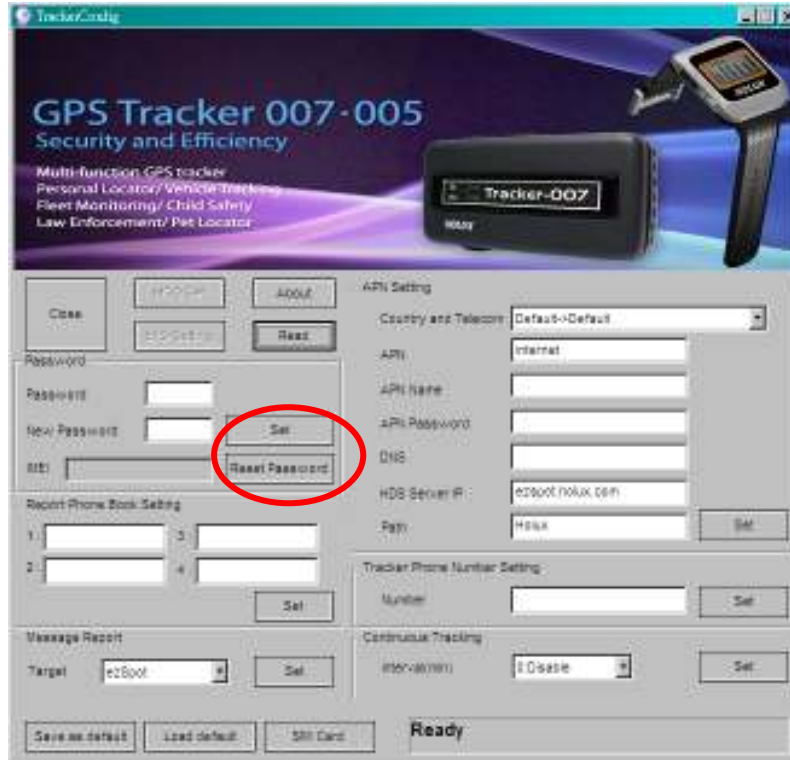 TrackerConfig
GPS Tracker 007-005
Security and Efficiency
Multi-function GPS tracker
Personal Locator/ Vehicle Tracking
Fleet Monitoring/ Child Safety
Law Enforcement/ Pet Locator
Tracker-007
HOLUX
Close
About
Read
Password
Password
New Password
Set
IMEI
Reset Password
Report Phone Book Setting
1:
3:
2:
4:
Set
Message Report
Target
ezSpot
Set
APN Setting
Country and Telecom
Default->Default
APN
internet
APN Name
APN Password
DNS
HDS Server IP
ezspot.holux.com
Path
Holux
Set
Tracker Phone Number Setting
Number
Set
Continuous Tracking
Interval(min)
0:Disable
Set
Save as default
Load default
SIM Card
Ready